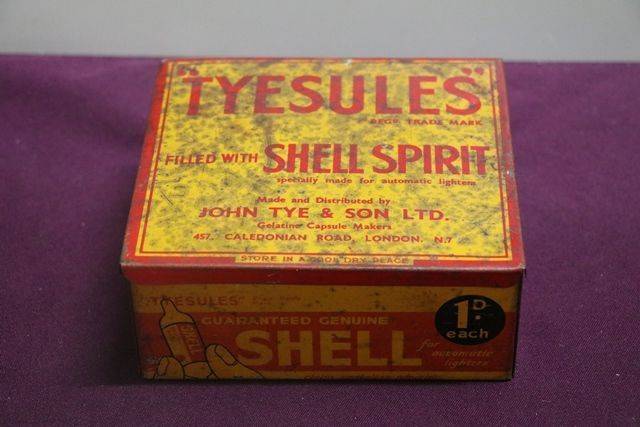 "TYESULES"
REGD TRADE MARK
FILLED WITH SHELL SPIRIT
specially made for automatic lighters
Made and Distributed by
JOHN TYE & SON LTD.
Gelatine Capsule Makers
457, CALEDONIAN ROAD, LONDON. N.7
STORE IN A COOL DRY PLACE
TYESULES"
GUARANTEED GENUINE
SHELL
for
automatic
lighters
1D.
each